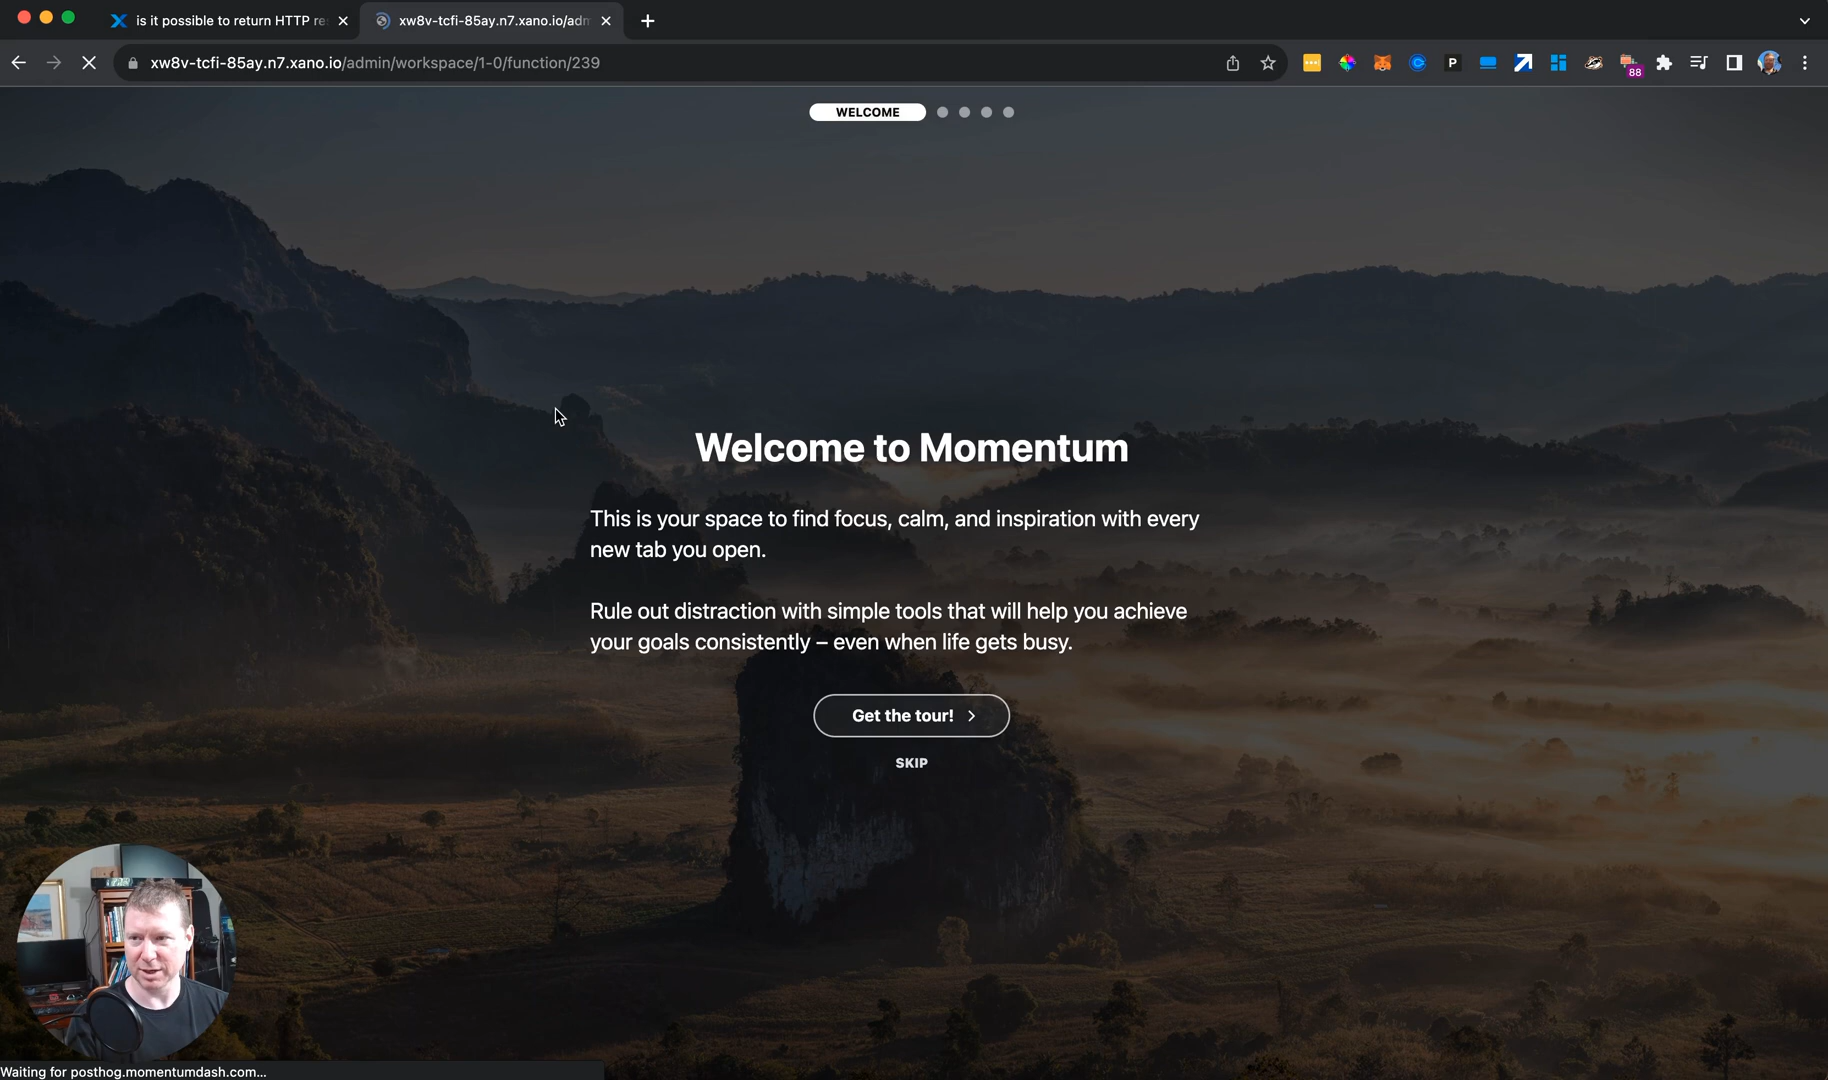 is it possible to return HTTP re
xw8v-tcfi-85ay.n7.xano.io/adm
xw8v-tcfi-85ay.n7.xano.io/admin/workspace/1-0/function/239
P
88
WELCOME
Welcome to Momentum
This is your space to find focus, calm, and inspiration with every
new tab you open.
Rule out distraction with simple tools that will help you achieve
your goals consistently – even when life gets busy.
Get the tour!
SKIP
Waiting for posthog.momentumdash.com...